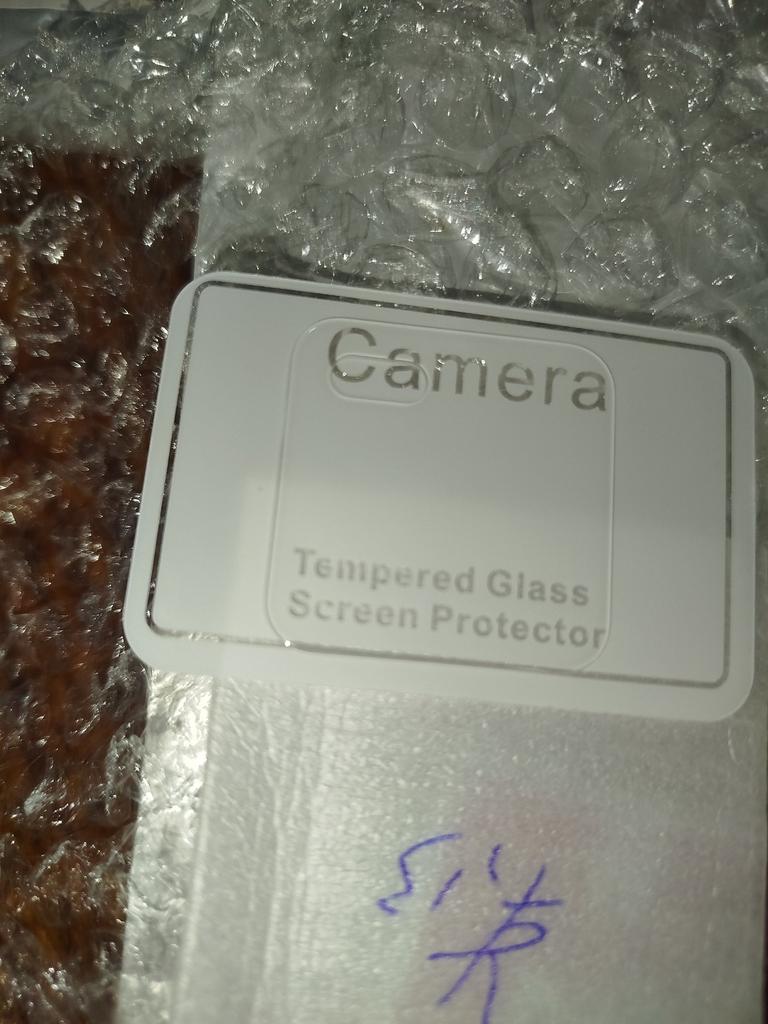 Camera
Tempered Glass
Screen Protector